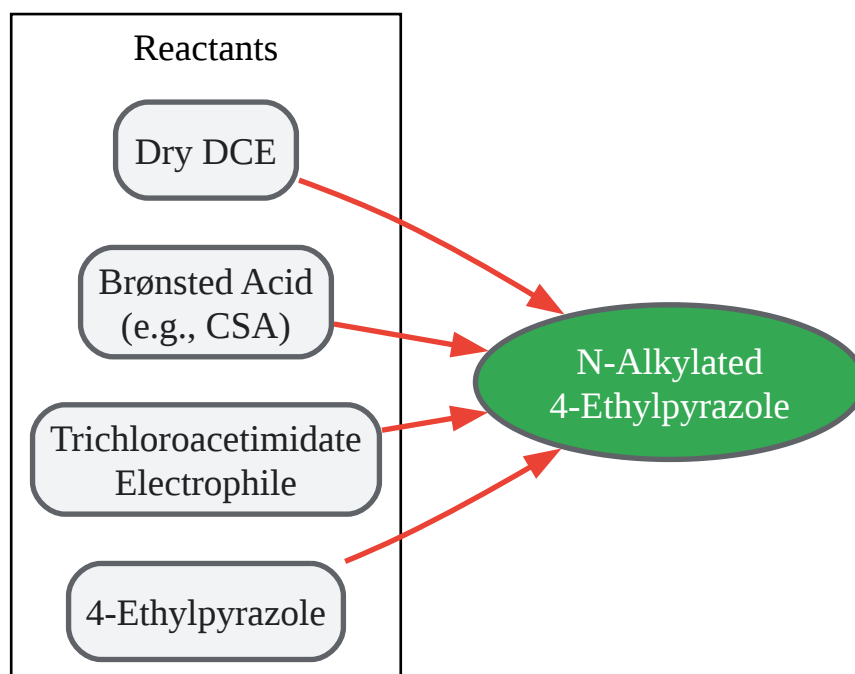 Reactants
Dry DCE
Brønsted Acid
(e.g., CSA)
Trichloroacetimidate
Electrophile
4-Ethylpyrazole
N-Alkylated
4-Ethylpyrazole